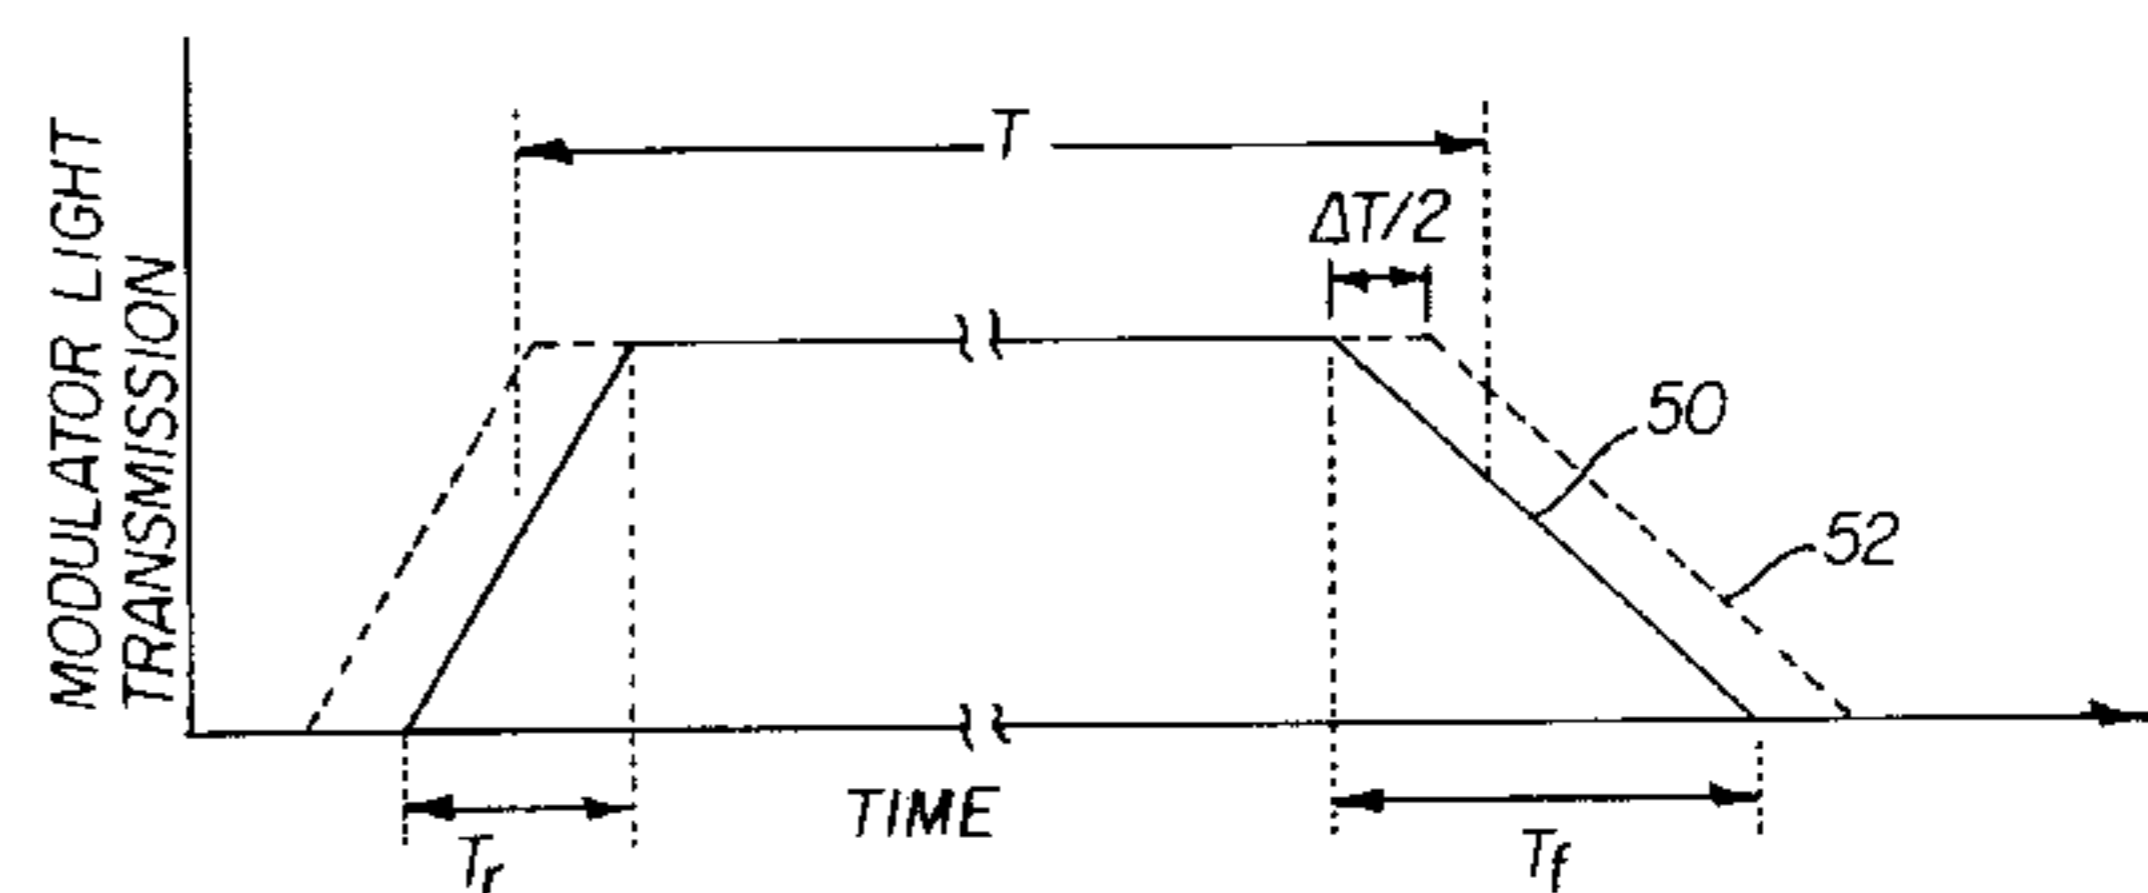 MODULATOR LIGHT
TRANSMISSION
T
ΔT/2
50
52
TIME
Tr
Tf